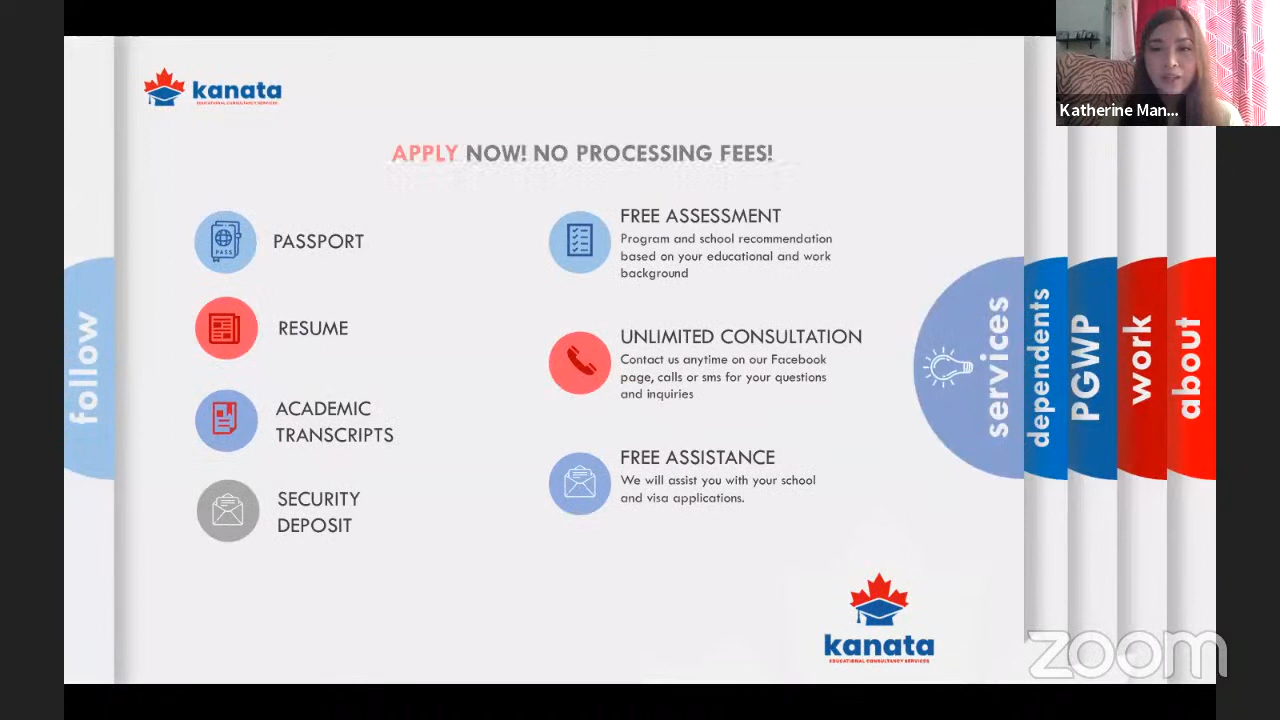 kanata
EDUCATIONAL CONSULTANCY SERVICES
Katherine Man...
APPLY NOW! NO PROCESSING FEES!
PASS
PASSPORT
RESUME
ACADEMIC
TRANSCRIPTS
SECURITY
DEPOSIT
FREE ASSESSMENT
Program and school recommendation
based on your educational and work
background
UNLIMITED CONSULTATION
Contact us anytime on our Facebook
page, calls or sms for your questions
and inquiries
FREE ASSISTANCE
We will assist you with your school
and visa applications.
follow
services
dependents
PGWP
work
about
kanata
EDUCATIONAL CONSULTANCY SERVICES
zoom